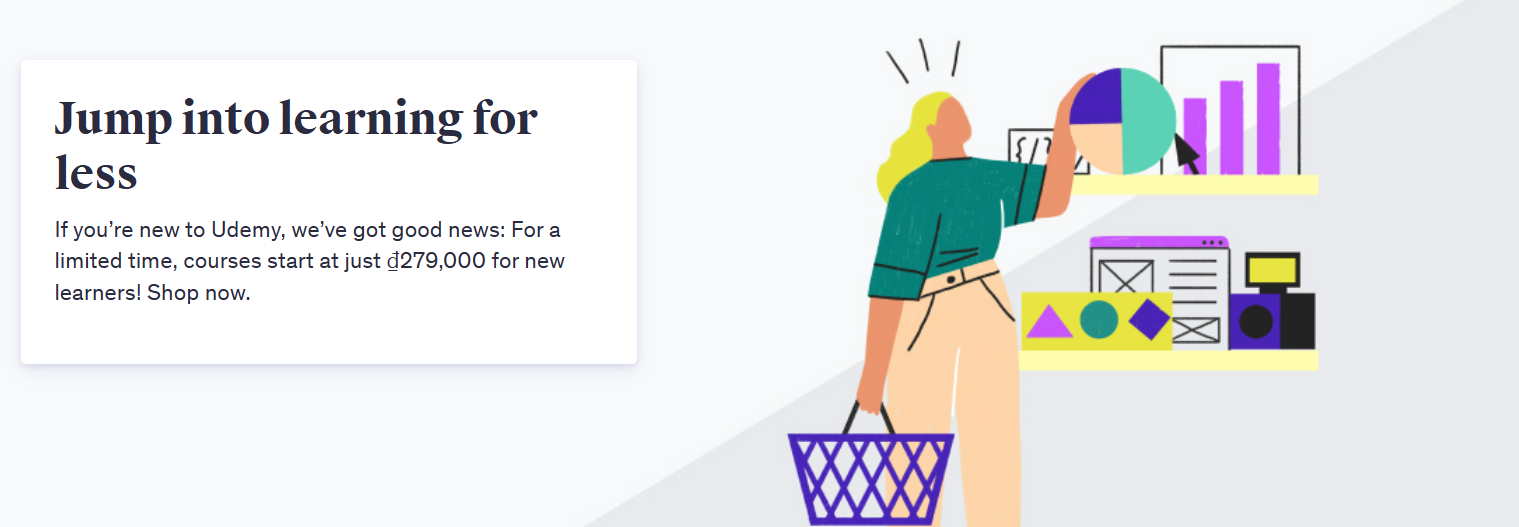 Jump into learning for
less
If you’re new to Udemy, we’ve got good news: For a
limited time, courses start at just ₫279,000 for new
learners! Shop now.
{/}